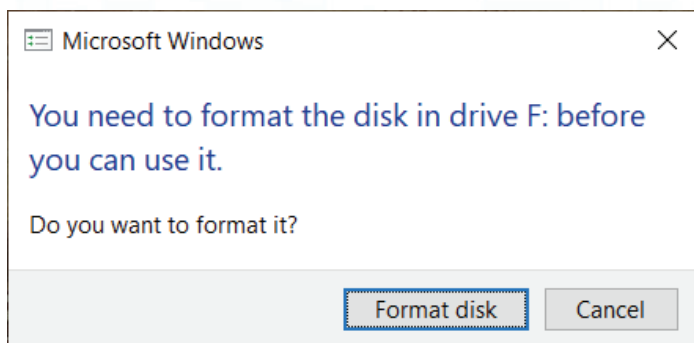 Microsoft Windows
You need to format the disk in drive F: before
you can use it.
Do you want to format it?
Format disk
Cancel